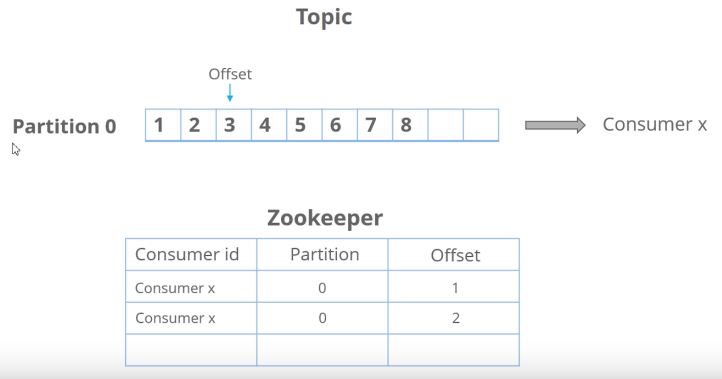 Topic
Offset
Partition 0 1 2 3 4 5 6 7 8 Consumer x
Zookeeper
Consumer id Partition Offset
Consumer x 0 1
Consumer x 0 2